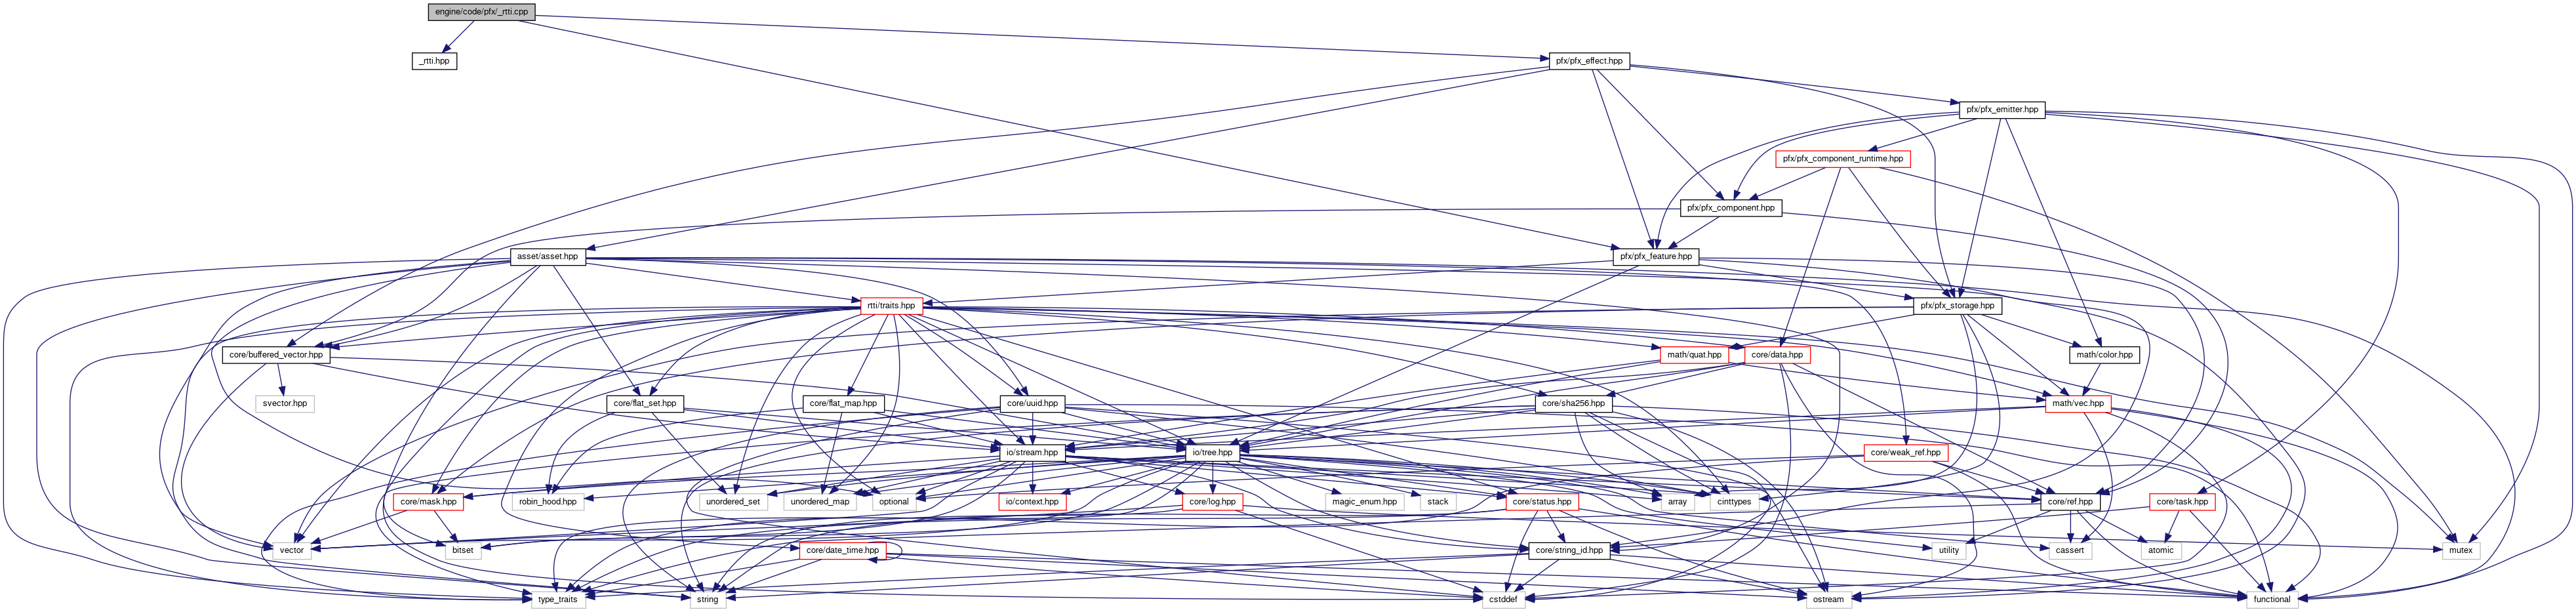 engine/code/pfx/_rtti.cpp
_rtti.hpp
pfx/pfx_effect.hpp
pfx/pfx_emitter.hpp
pfx/pfx_component_runtime.hpp
pfx/pfx_component.hpp
asset/asset.hpp
pfx/pfx_feature.hpp
rtti/traits.hpp
pfx/pfx_storage.hpp
core/buffered_vector.hpp
math/quat.hpp
core/data.hpp
math/color.hpp
svector.hpp
core/flat_set.hpp
core/flat_map.hpp
core/uuid.hpp
core/sha256.hpp
math/vec.hpp
io/stream.hpp
io/tree.hpp
core/weak_ref.hpp
core/mask.hpp
robin_hood.hpp
unordered_set
unordered_map
optional
io/context.hpp
core/log.hpp
magic_enum.hpp
stack
core/status.hpp
array
cinttypes
core/ref.hpp
core/task.hpp
vector
bitset
core/date_time.hpp
core/string_id.hpp
utility
cassert
atomic
mutex
type_traits
string
cstddef
ostream
functional